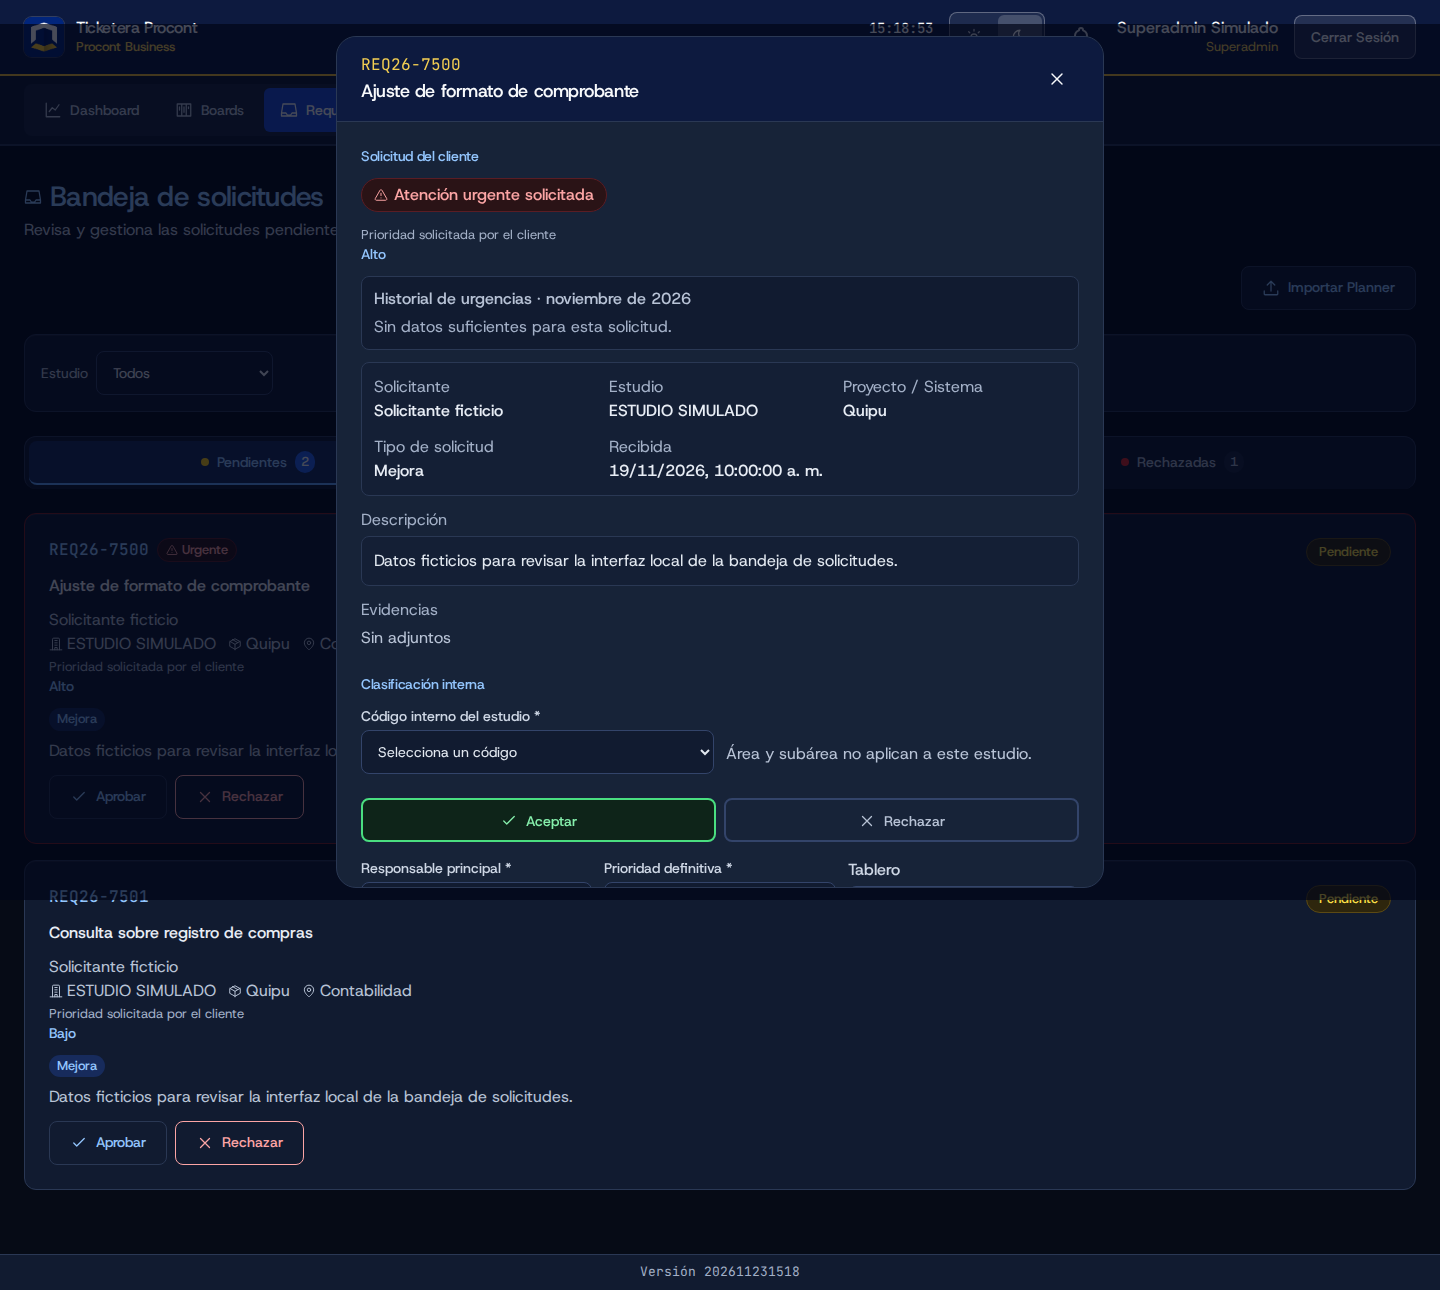 Ticketera Procont
Procont Business
15:18:53
Superadmin Simulado
Superadmin
Cerrar Sesión
Dashboard
Boards
Requ
Bandeja de solicitudes
Revisa y gestiona las solicitudes pendiente
Importar Planner
Estudio
Todos
Pendientes 2
Rechazadas 1
REQ26-7500
Urgente
Pendiente
Ajuste de formato de comprobante
Solicitante ficticio
ESTUDIO SIMULADO Quipu Co
Prioridad solicitada por el cliente
Alto
Mejora
Datos ficticios para revisar la interfaz lo
Aprobar
Rechazar
REQ26-7500
Ajuste de formato de comprobante
Solicitud del cliente
Atención urgente solicitada
Prioridad solicitada por el cliente
Alto
Historial de urgencias · noviembre de 2026
Sin datos suficientes para esta solicitud.
Solicitante
Solicitante ficticio
Estudio
ESTUDIO SIMULADO
Proyecto / Sistema
Quipu
Tipo de solicitud
Mejora
Recibida
19/11/2026, 10:00:00 a. m.
Descripción
Datos ficticios para revisar la interfaz local de la bandeja de solicitudes.
Evidencias
Sin adjuntos
Clasificación interna
Código interno del estudio *
Selecciona un código
Área y subárea no aplican a este estudio.
Aceptar
Rechazar
Responsable principal *
Prioridad definitiva *
Tablero
REQ26-7501
Pendiente
Consulta sobre registro de compras
Solicitante ficticio
ESTUDIO SIMULADO Quipu Contabilidad
Prioridad solicitada por el cliente
Bajo
Mejora
Datos ficticios para revisar la interfaz local de la bandeja de solicitudes.
Aprobar
Rechazar
Versión 202611231518